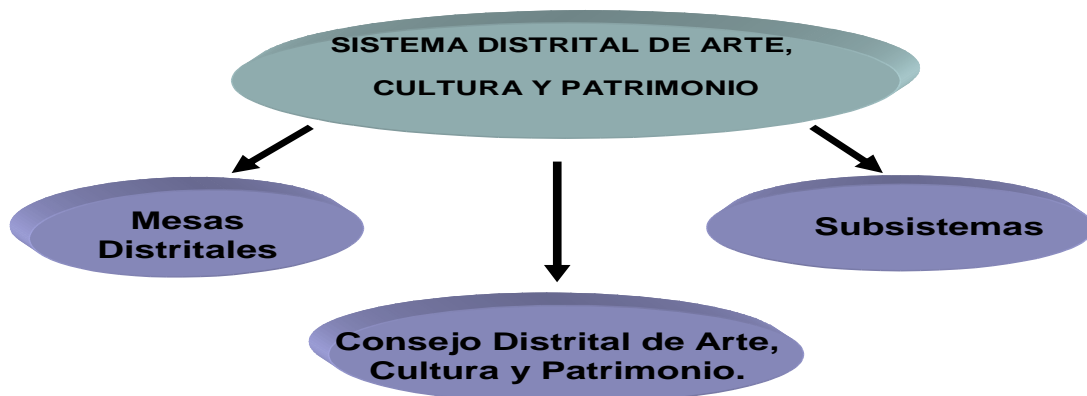 SISTEMA DISTRITAL DE ARTE,
CULTURA Y PATRIMONIO
Mesas
Distritales
Subsistemas
Consejo Distrital de Arte,
Cultura y Patrimonio.